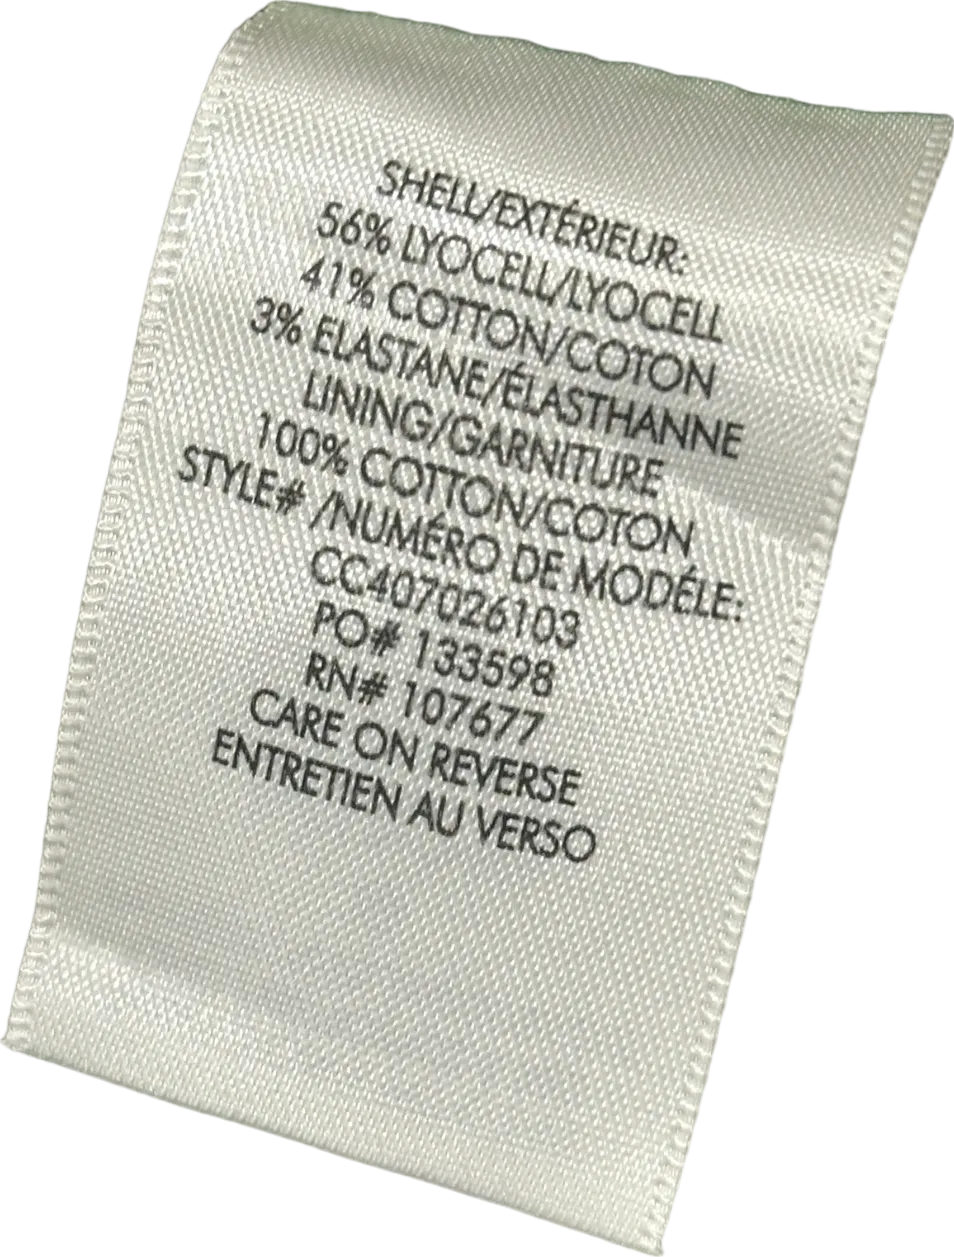 SHELL/EXTÉRIEUR:
56% LYOCELL/LYOCELL
41% COTTON/COTON
3% ELASTANE/ÉLASTHANNE
LINING/GARNITURE
100% COTTON/COTON
STYLE# /NUMÉRO DE MODÉLE:
CC407026103
PO# 133598
RN# 107677
CARE ON REVERSE
ENTRETIEN AU VERSO